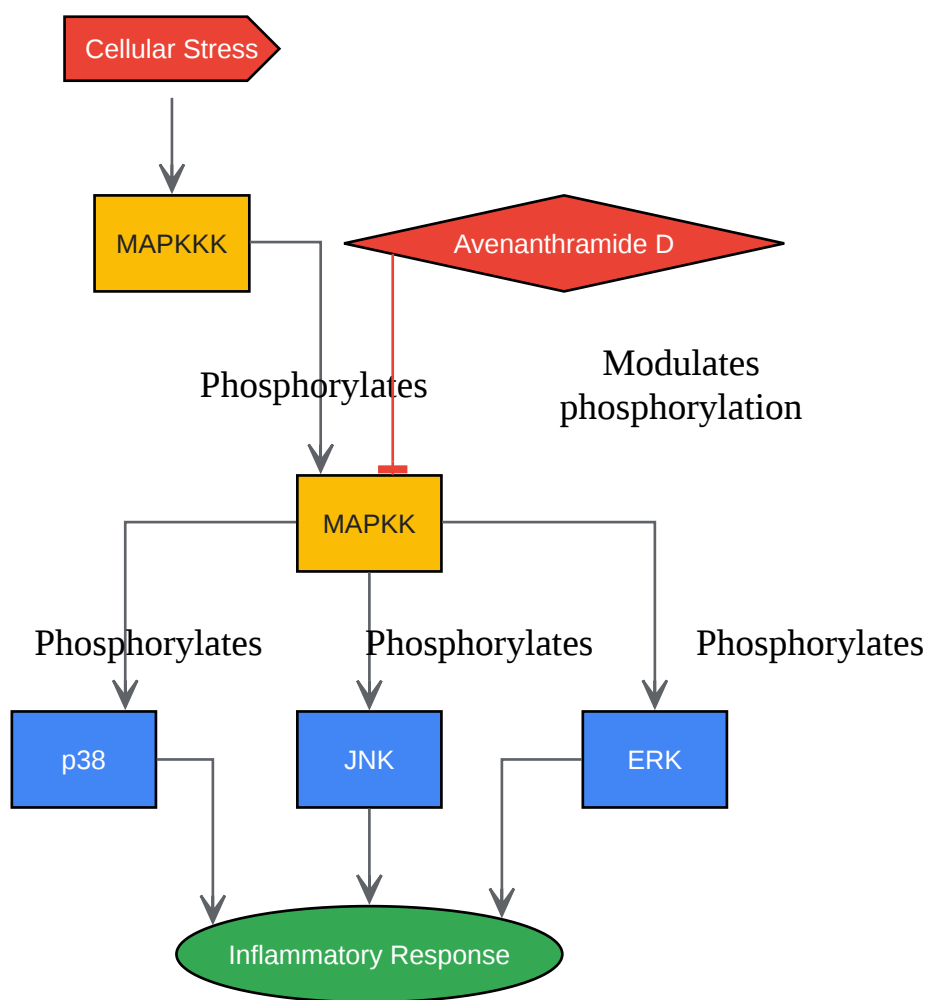 Cellular Stress
MAPKKK
Avenanthramide D
Phosphorylates
Modulates
phosphorylation
MAPKK
Phosphorylates
Phosphorylates
Phosphorylates
p38
JNK
ERK
Inflammatory Response